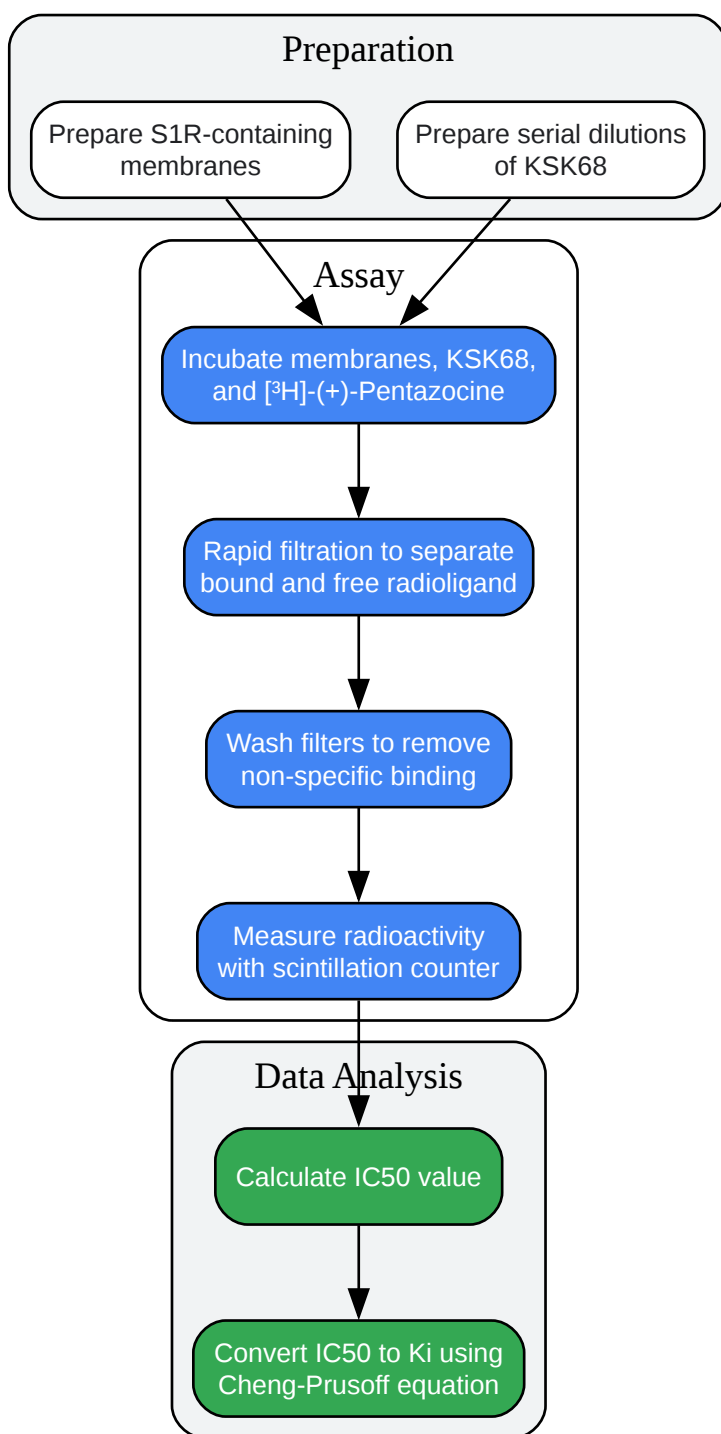 Preparation
Prepare S1R-containing
membranes
Prepare serial dilutions
of KSK68
Assay
Incubate membranes, KSK68,
and [³H]-(+)-Pentazocine
Rapid filtration to separate
bound and free radioligand
Wash filters to remove
non-specific binding
Measure radioactivity
with scintillation counter
Data Analysis
Calculate IC50 value
Convert IC50 to Ki using
Cheng-Prusoff equation